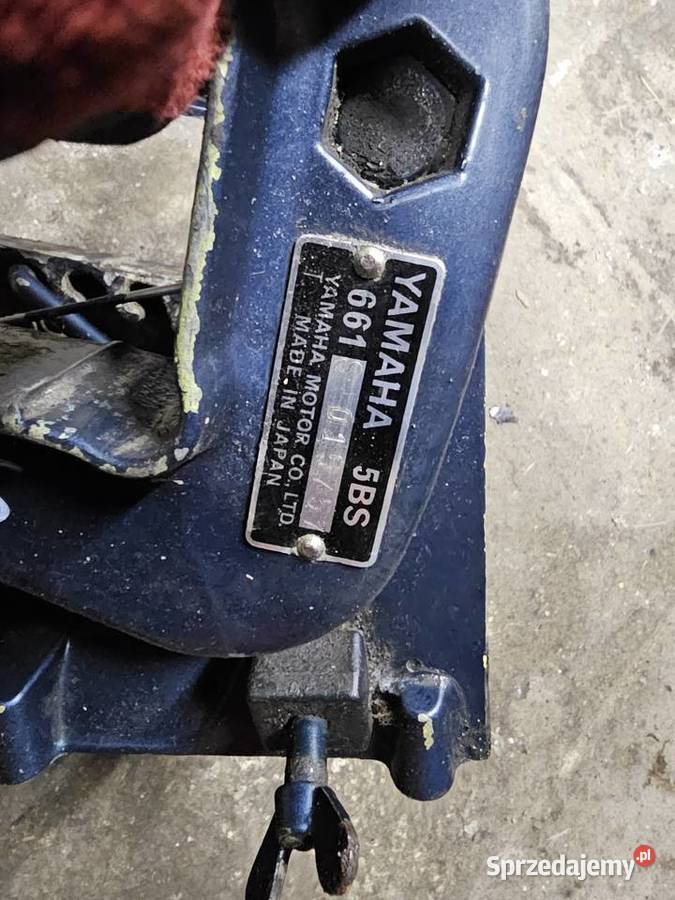 YAMAHA 5BS
661
YAMAHA MOTOR CO., LTD.
MADE IN JAPAN
Sprzedajemy.pl